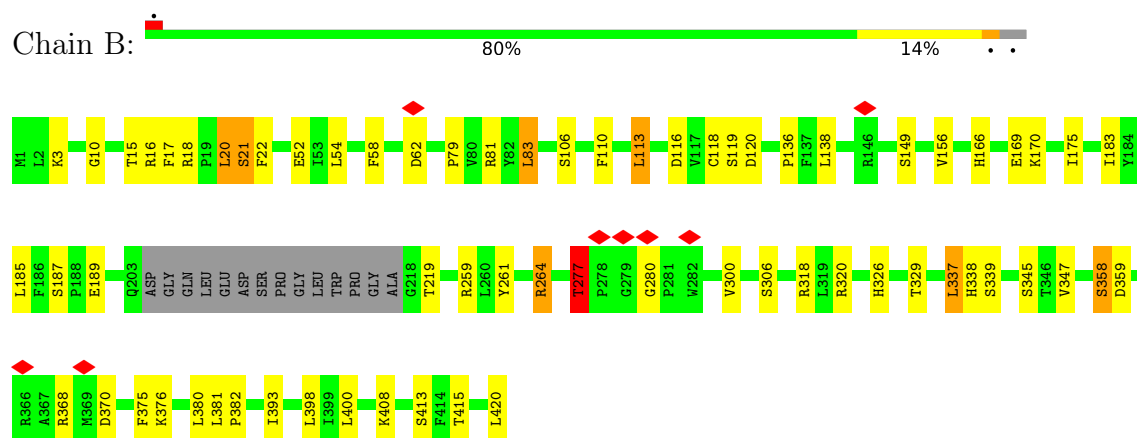 Chain B:
80% 14% • •
M1 L2 K3 G10 T15 R16 F17 R18 P19 L20 S21 F22 E52 I53 L54 F58 D62 P79 V80 R81 Y82 L83 S106 F110 L113 D116 V117 C118 S119 D120 P136 F137 L138 R146 S149 V156 H166 E169 K170 I175 I183 Y184
L185 F186 S187 P188 E189 Q203 ASP GLY GLN LEU GLU ASP SER PRO GLY LEU TRP PRO GLY ALA G218 T219 R259 L260 Y261 R264 T277 P278 G279 G280 P281 W282 V300 S306 R318 L319 R320 H326 T329 L337 H338 S339 S345 T346 V347 S358 D359
R366 A367 R368 M369 D370 F375 K376 L380 L381 P382 I393 L398 I399 L400 K408 S413 F414 T415 L420